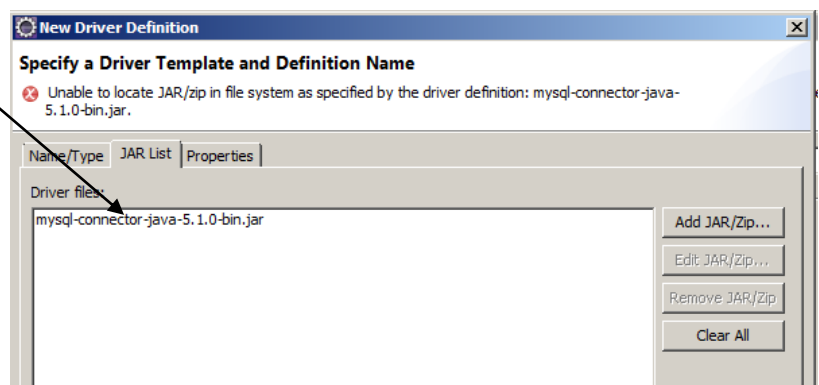 New Driver Definition
Specify a Driver Template and Definition Name
Unable to locate JAR/zip in file system as specified by the driver definition: mysql-connector-java-
5.1.0-bin.jar.
Name/Type JAR List Properties
Driver files:
mysql-connector-java-5.1.0-bin.jar
Add JAR/Zip...
Edit JAR/Zip...
Remove JAR/Zip
Clear All